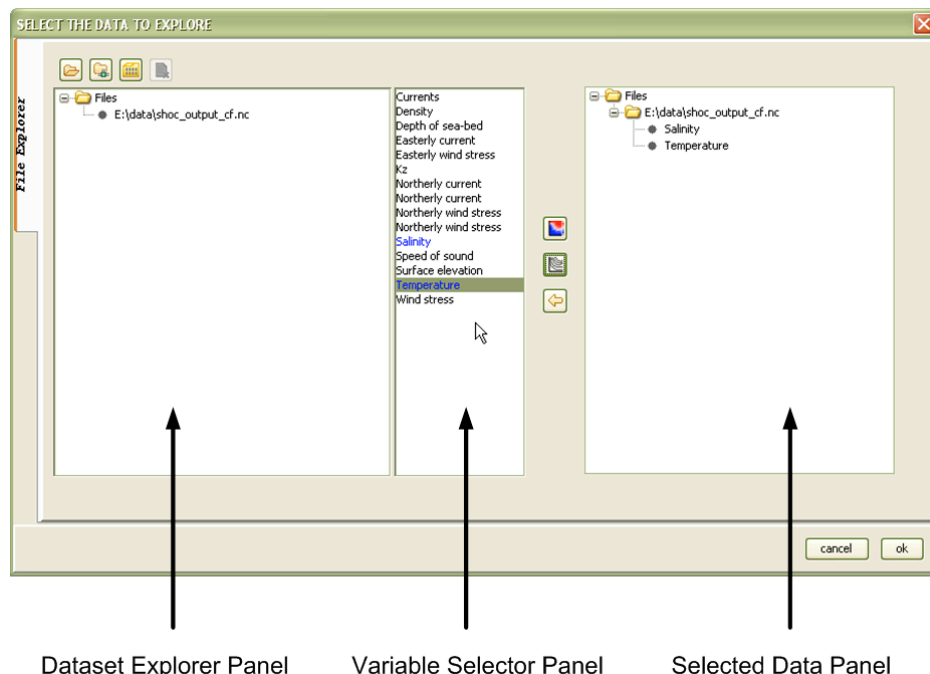 SELECT THE DATA TO EXPLORE
File Explorer
Files
E:\data\shoc_output_cf.nc
Currents
Density
Depth of sea-bed
Easterly current
Easterly wind stress
Kz
Northerly current
Northerly current
Northerly wind stress
Northerly wind stress
Salinity
Speed of sound
Surface elevation
Temperature
Wind stress
Files
E:\data\shoc_output_cf.nc
Salinity
Temperature
cancel
ok
Dataset Explorer Panel
Variable Selector Panel
Selected Data Panel